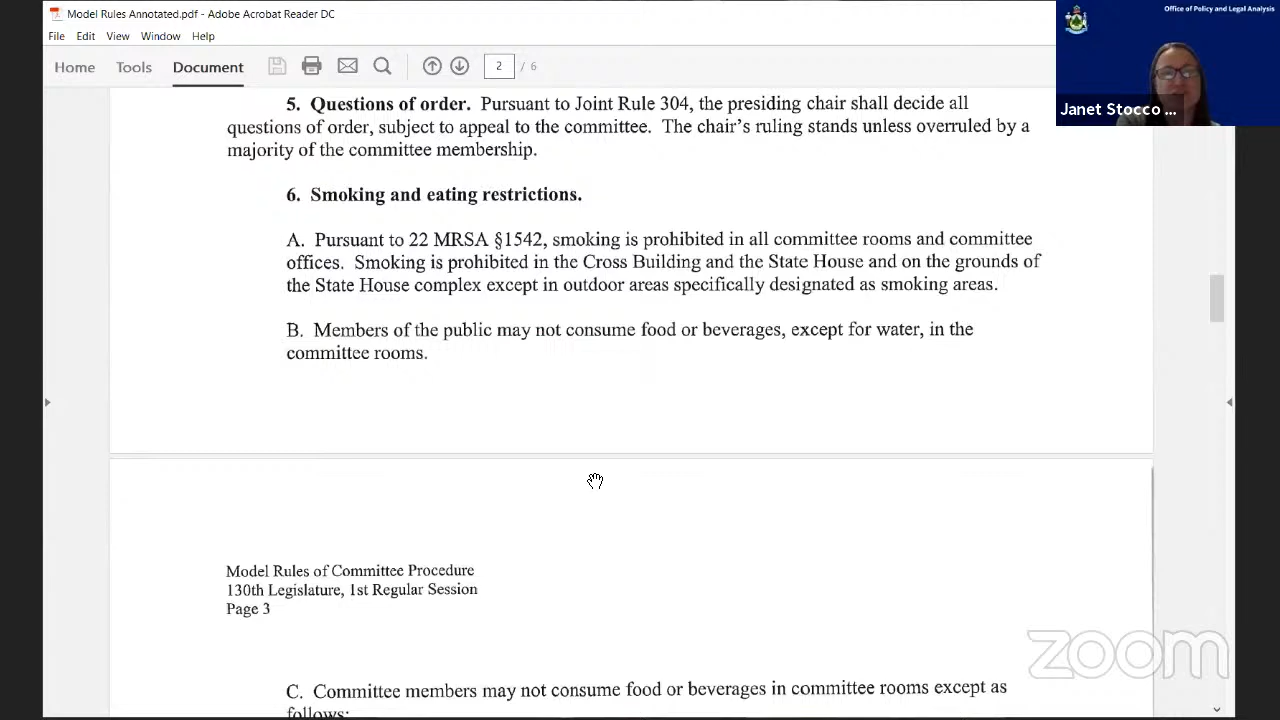 Model Rules Annotated.pdf - Adobe Acrobat Reader DC
File Edit View Window Help
Home Tools Document 2 / 6
Office of Policy and Legal Analysis
Janet Stocco ...
5. Questions of order. Pursuant to Joint Rule 304, the presiding chair shall decide all
questions of order, subject to appeal to the committee. The chair's ruling stands unless overruled by a
majority of the committee membership.
6. Smoking and eating restrictions.
A. Pursuant to 22 MRSA §1542, smoking is prohibited in all committee rooms and committee
offices. Smoking is prohibited in the Cross Building and the State House and on the grounds of
the State House complex except in outdoor areas specifically designated as smoking areas.
B. Members of the public may not consume food or beverages, except for water, in the
committee rooms.
Model Rules of Committee Procedure
130th Legislature, 1st Regular Session
Page 3
zoom
C. Committee members may not consume food or beverages in committee rooms except as
follows: